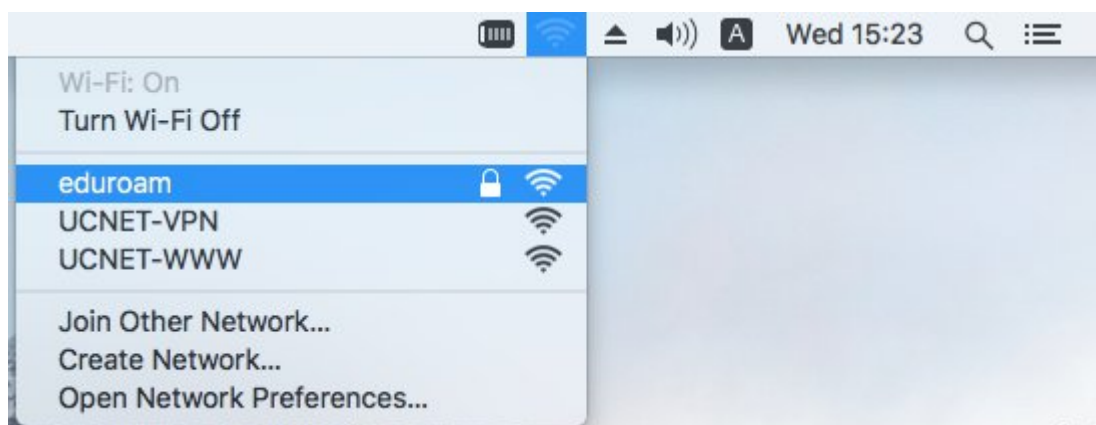 A Wed 15:23
Wi-Fi: On
Turn Wi-Fi Off
eduroam
UCNET-VPN
UCNET-WWW
Join Other Network...
Create Network...
Open Network Preferences...